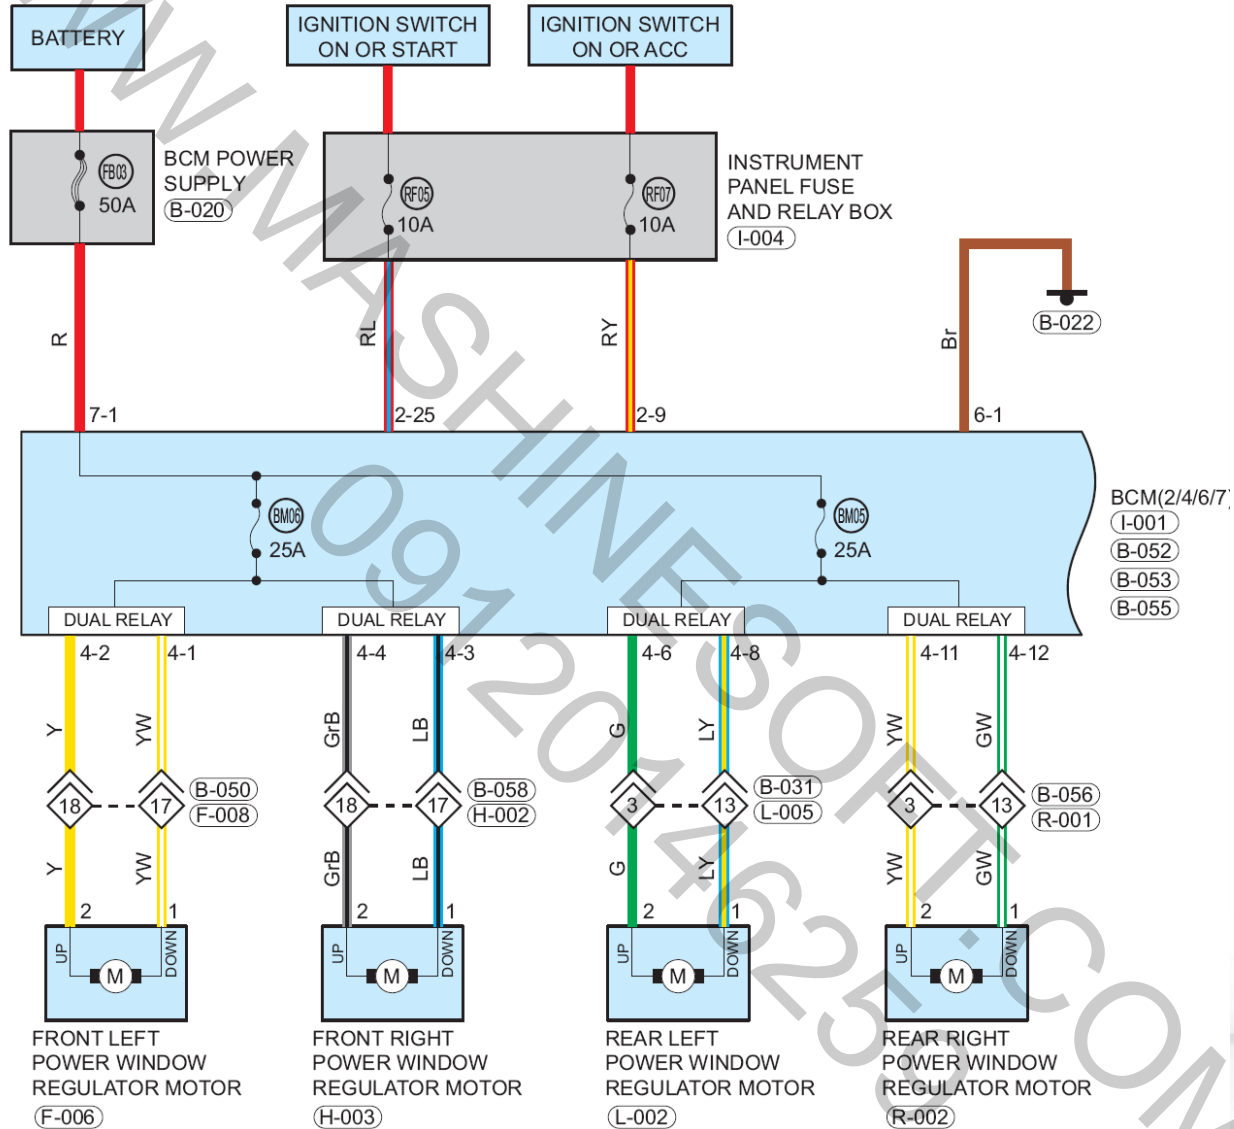 BATTERY
IGNITION SWITCH
ON OR START
IGNITION SWITCH
ON OR ACC
FB03
50A
BCM POWER
SUPPLY
B-020
RF05
10A
RF07
10A
INSTRUMENT
PANEL FUSE
AND RELAY BOX
I-004
B-022
R
RL
RY
Br
7-1
2-25
2-9
6-1
BM06
25A
BM05
25A
BCM(2/4/6/7)
I-001
B-052
B-053
B-055
DUAL RELAY
DUAL RELAY
DUAL RELAY
DUAL RELAY
4-2
4-1
4-4
4-3
4-6
4-8
4-11
4-12
Y
YW
GrB
LB
G
LY
YW
GW
18
17
B-050
F-008
18
17
B-058
H-002
3
13
B-031
L-005
3
13
B-056
R-001
Y
YW
GrB
LB
G
LY
YW
GW
2
1
2
1
2
1
2
1
UP
M
DOWN
UP
M
DOWN
UP
M
DOWN
UP
M
DOWN
FRONT LEFT
POWER WINDOW
REGULATOR MOTOR
F-006
FRONT RIGHT
POWER WINDOW
REGULATOR MOTOR
H-003
REAR LEFT
POWER WINDOW
REGULATOR MOTOR
L-002
REAR RIGHT
POWER WINDOW
REGULATOR MOTOR
R-002
W.MASHINESOFT.COM
09120146259